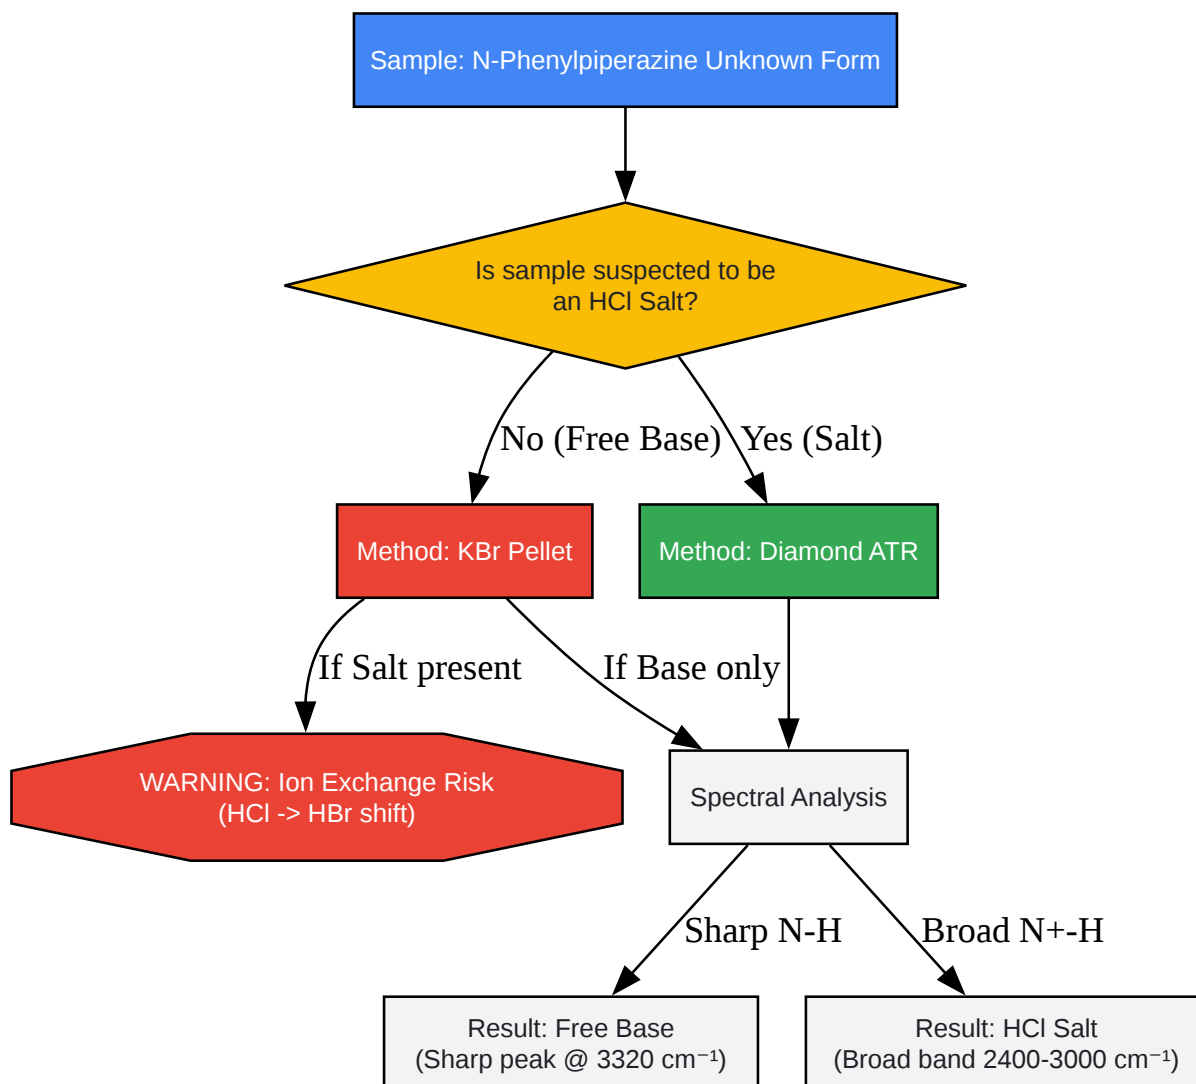 Sample: N-Phenylpiperazine Unknown Form
Is sample suspected to be
an HCl Salt?
No (Free Base)
Yes (Salt)
Method: KBr Pellet
Method: Diamond ATR
If Salt present
If Base only
WARNING: Ion Exchange Risk
(HCl -> HBr shift)
Spectral Analysis
Sharp N-H
Broad N+-H
Result: Free Base
(Sharp peak @ 3320 cm⁻¹)
Result: HCl Salt
(Broad band 2400-3000 cm⁻¹)